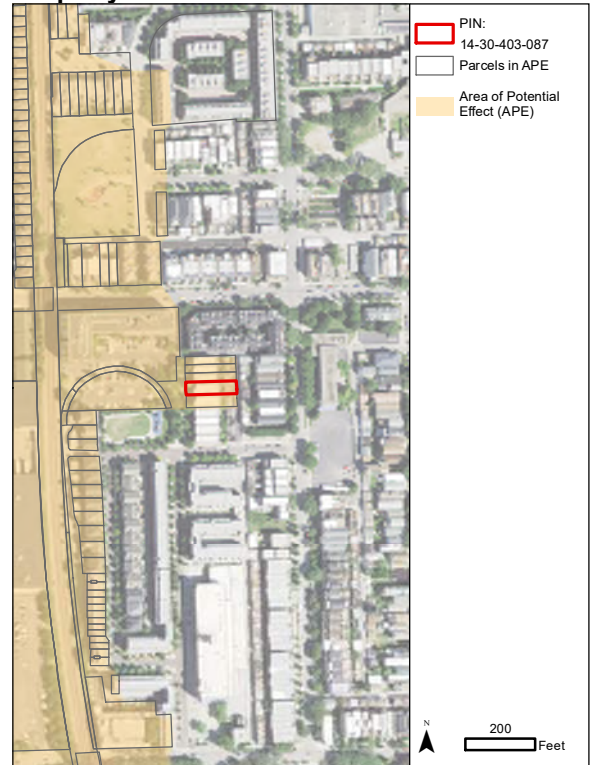 PIN:
14-30-403-087
Parcels in APE
Area of Potential
Effect (APE)
N
200
Feet